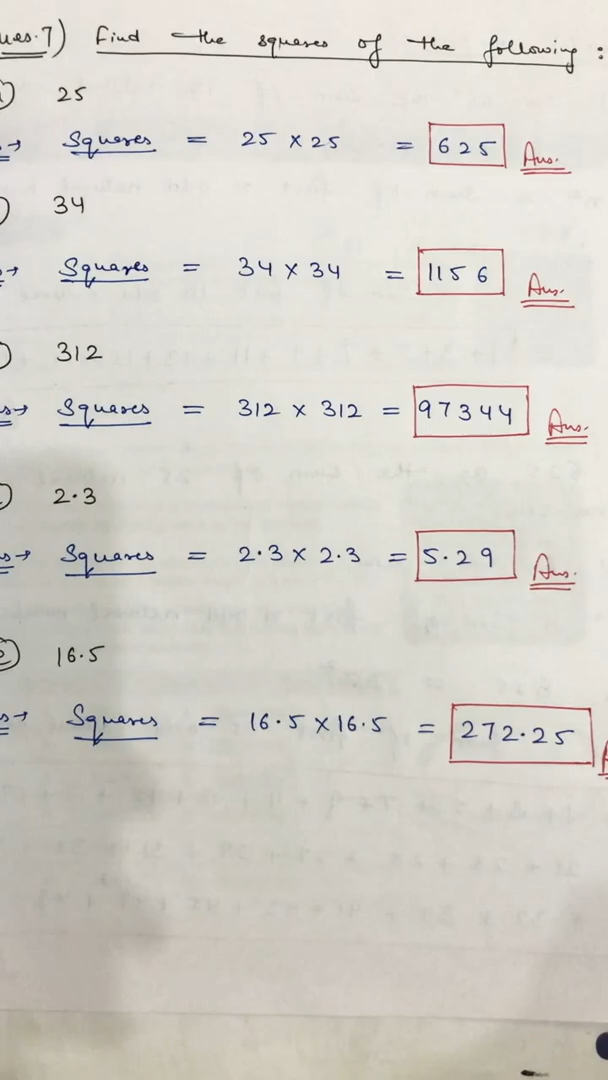 ues.7) Find the squares of the following :
25
Squares = 25 × 25 = 625 Ans.
34
Squares = 34 × 34 = 1156 Ans.
312
Squares = 312 × 312 = 97344 Ans.
2.3
Squares = 2.3 × 2.3 = 5.29 Ans.
16.5
Squares = 16.5 × 16.5 = 272.25